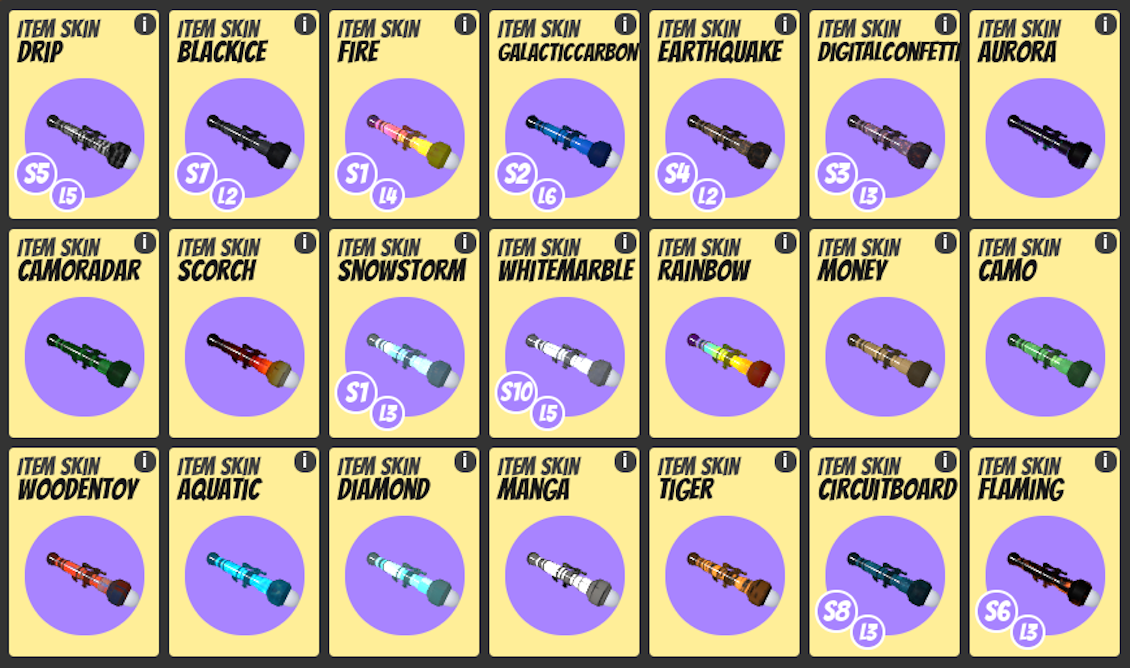 ITEM SKIN
DRIP
i
S5
L5
ITEM SKIN
BLACKICE
i
S7
L2
ITEM SKIN
FIRE
i
S1
L4
ITEM SKIN
GALACTICCARBON
i
S2
L6
ITEM SKIN
EARTHQUAKE
i
S4
L2
ITEM SKIN
DIGITALCONFETTI
i
S3
L3
ITEM SKIN
AURORA
i
ITEM SKIN
CAMORADAR
i
ITEM SKIN
SCORCH
i
ITEM SKIN
SNOWSTORM
i
S1
L3
ITEM SKIN
WHITEMARBLE
i
S10
L5
ITEM SKIN
RAINBOW
i
ITEM SKIN
MONEY
i
ITEM SKIN
CAMO
i
ITEM SKIN
WOODENTOY
i
ITEM SKIN
AQUATIC
i
ITEM SKIN
DIAMOND
i
ITEM SKIN
MANGA
i
ITEM SKIN
TIGER
i
ITEM SKIN
CIRCUITBOARD
i
S8
L3
ITEM SKIN
FLAMING
i
S6
L3